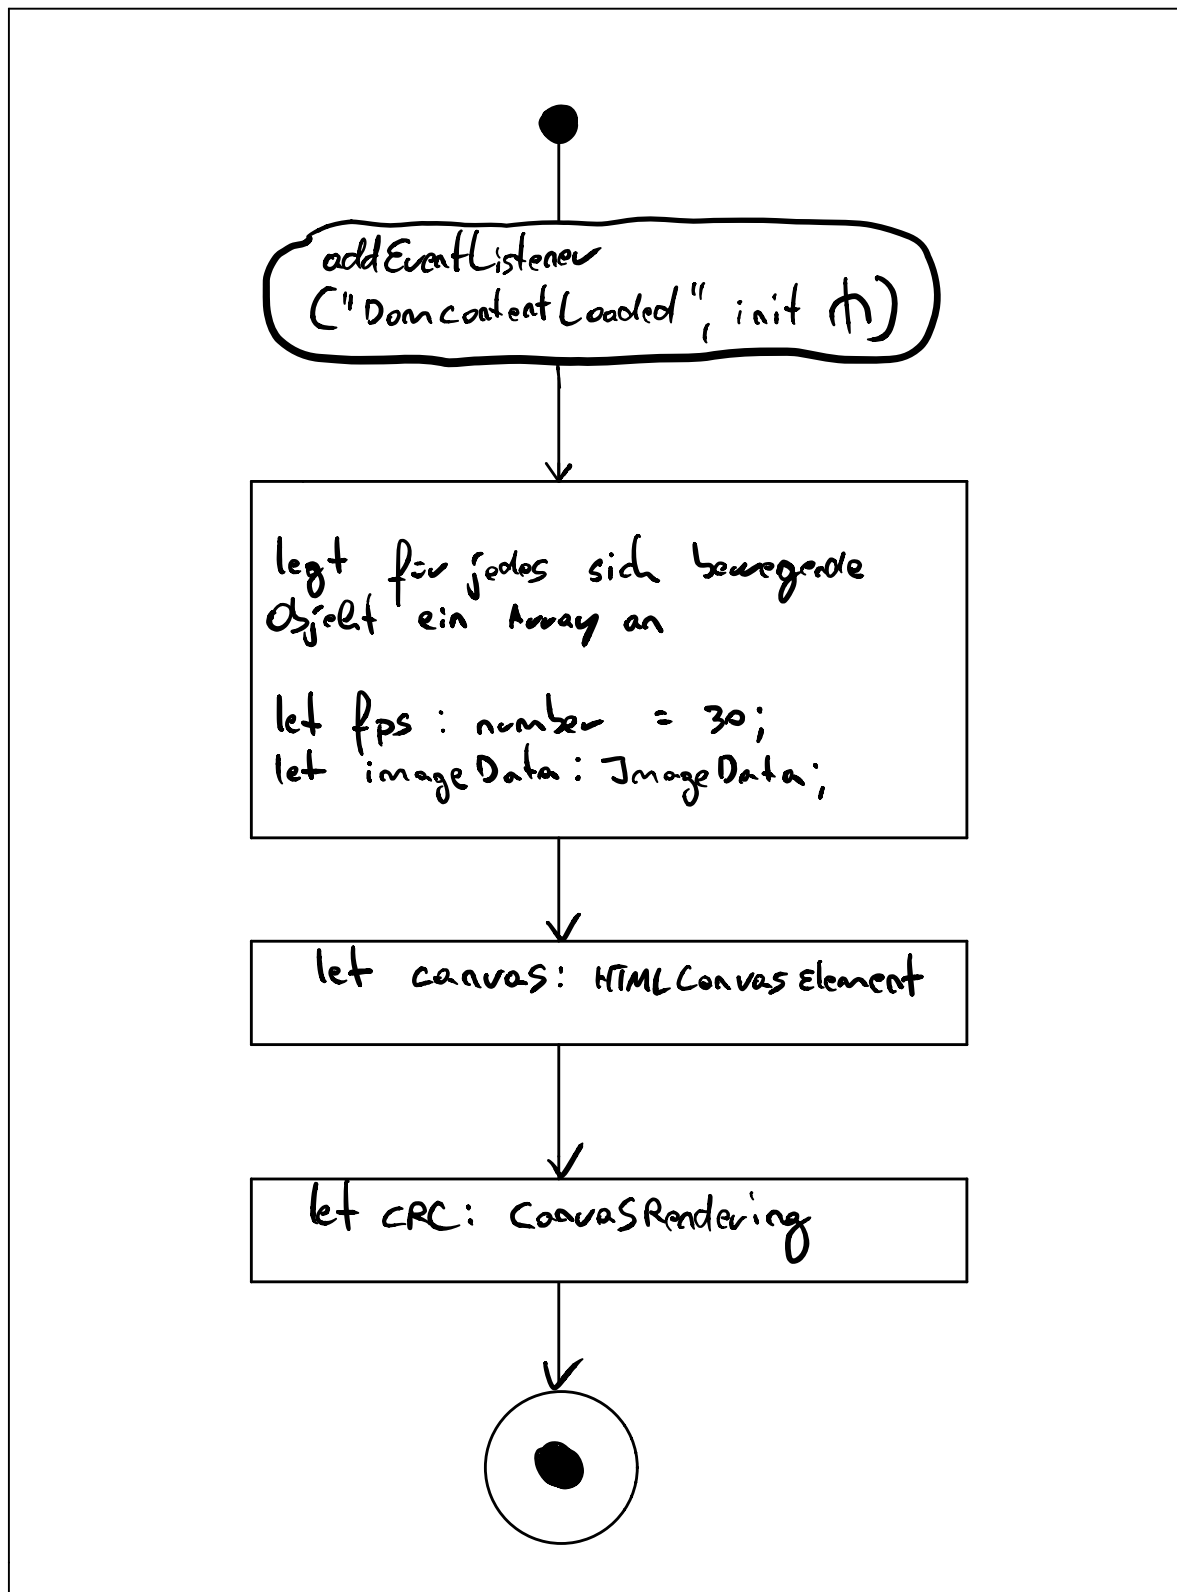 addEventListener
("DomcontentLoaded", init )
legt für jedes sich bewegende
Objekt ein Array an
let fps : number = 30;
let imageData: ImageData;
let canvas: HTMLCanvasElement
let CRC: CanvasRendering